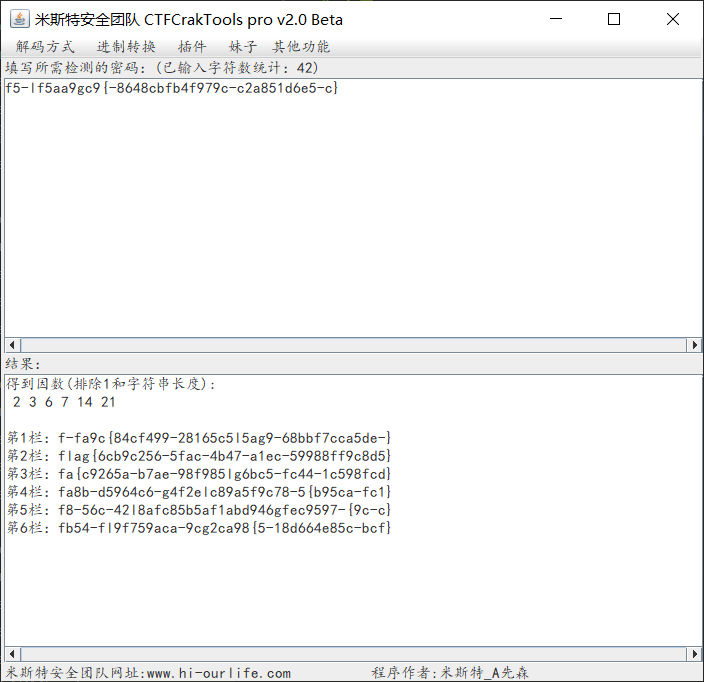 米斯特安全团队 CTFCrakTools pro v2.0 Beta
解码方式 进制转换 插件 妹子 其他功能
填写所需检测的密码：(已输入字符数统计：42)
f5-lf5aa9gc9{-8648cbfb4f979c-c2a851d6e5-c}
结果：
得到因数(排除1和字符串长度)：
2 3 6 7 14 21
第1栏：f-fa9c{84cf499-28165c5l5ag9-68bbf7cca5de-}
第2栏：flag{6cb9c256-5fac-4b47-a1ec-59988ff9c8d5}
第3栏：fa{c9265a-b7ae-98f985lg6bc5-fc44-1c598fcd}
第4栏：fa8b-d5964c6-g4f2elc89a5f9c78-5{b95ca-fc1}
第5栏：f8-56c-42l8afc85b5af1abd946gfec9597-{9c-c}
第6栏：fb54-fl9f759aca-9cg2ca98{5-18d664e85c-bcf}
米斯特安全团队网址:www.hi-ourlife.com 程序作者:米斯特_A先森